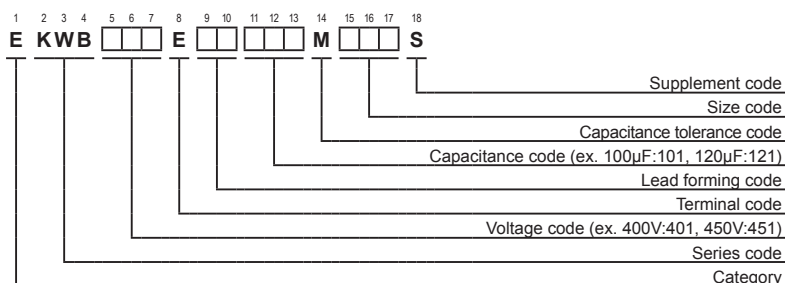 1 2 3 4 5 6 7 8 9 10 11 12 13 14 15 16 17 18
E KWB E M S
Supplement code
Size code
Capacitance tolerance code
Capacitance code (ex. 100μF:101, 120μF:121)
Lead forming code
Terminal code
Voltage code (ex. 400V:401, 450V:451)
Series code
Category